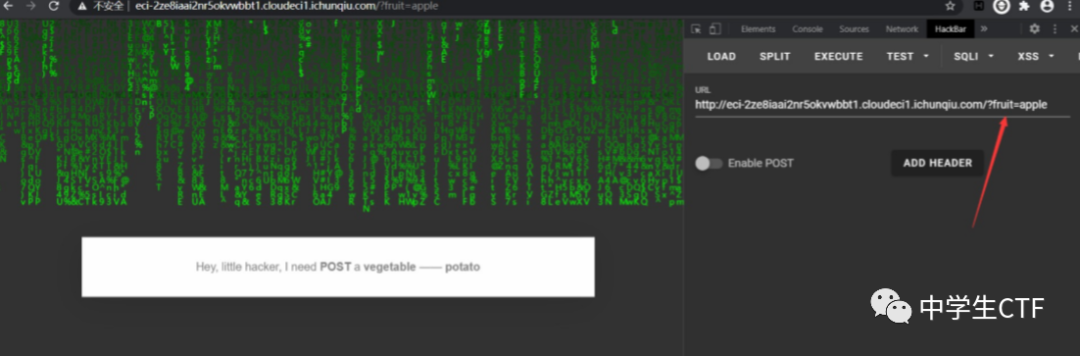 不安全 | eci-2ze8iaai2nr5okvwbbt1.cloudeci1.ichunqiu.com/?fruit=apple
Elements Console Sources Network HackBar »
LOAD SPLIT EXECUTE TEST SQLI XSS
URL
http://eci-2ze8iaai2nr5okvwbbt1.cloudeci1.ichunqiu.com/?fruit=apple
Enable POST ADD HEADER
Hey, little hacker, I need POST a vegetable —— potato
中学生CTF